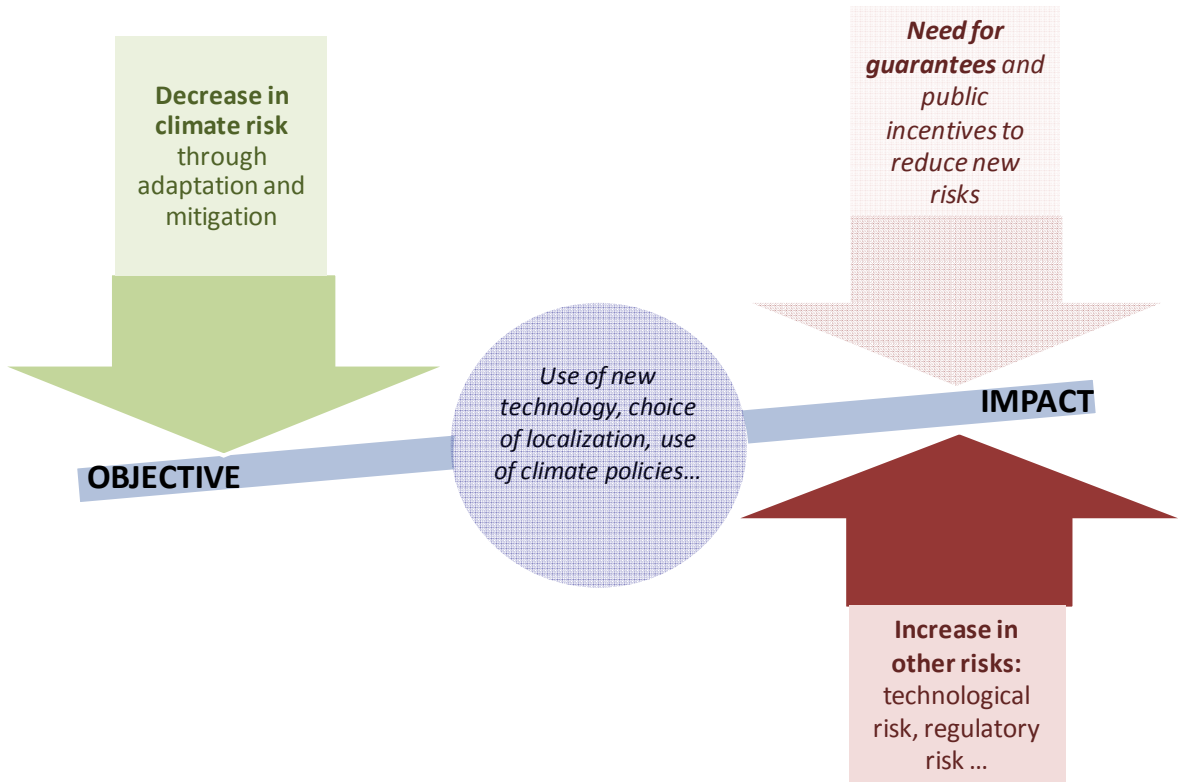 Decrease in
climate risk
through
adaptation and
mitigation
Need for
guarantees and
public
incentives to
reduce new
risks
Use of new
technology, choice
of localization, use
of climate policies...
OBJECTIVE
IMPACT
Increase in
other risks:
technological
risk, regulatory
risk ...